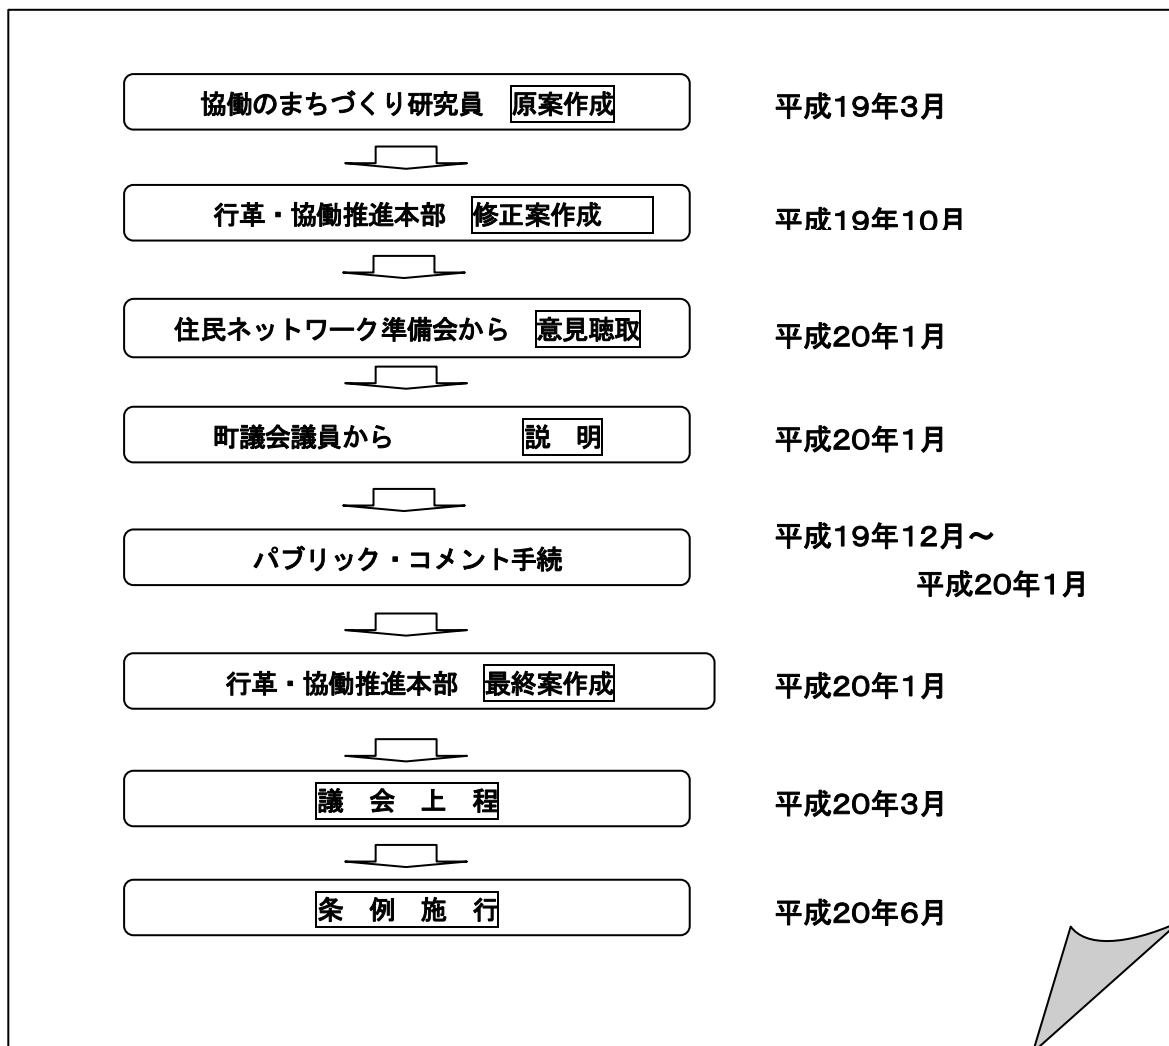 協働のまちづくり研究員　原案作成　平成19年3月
行革・協働推進本部　修正案作成　平成19年10月
住民ネットワーク準備会から　意見聴取　平成20年1月
町議会議員から　説　明　平成20年1月
パブリック・コメント手続　平成19年12月～
平成20年1月
行革・協働推進本部　最終案作成　平成20年1月
議　会　上　程　平成20年3月
条　例　施　行　平成20年6月